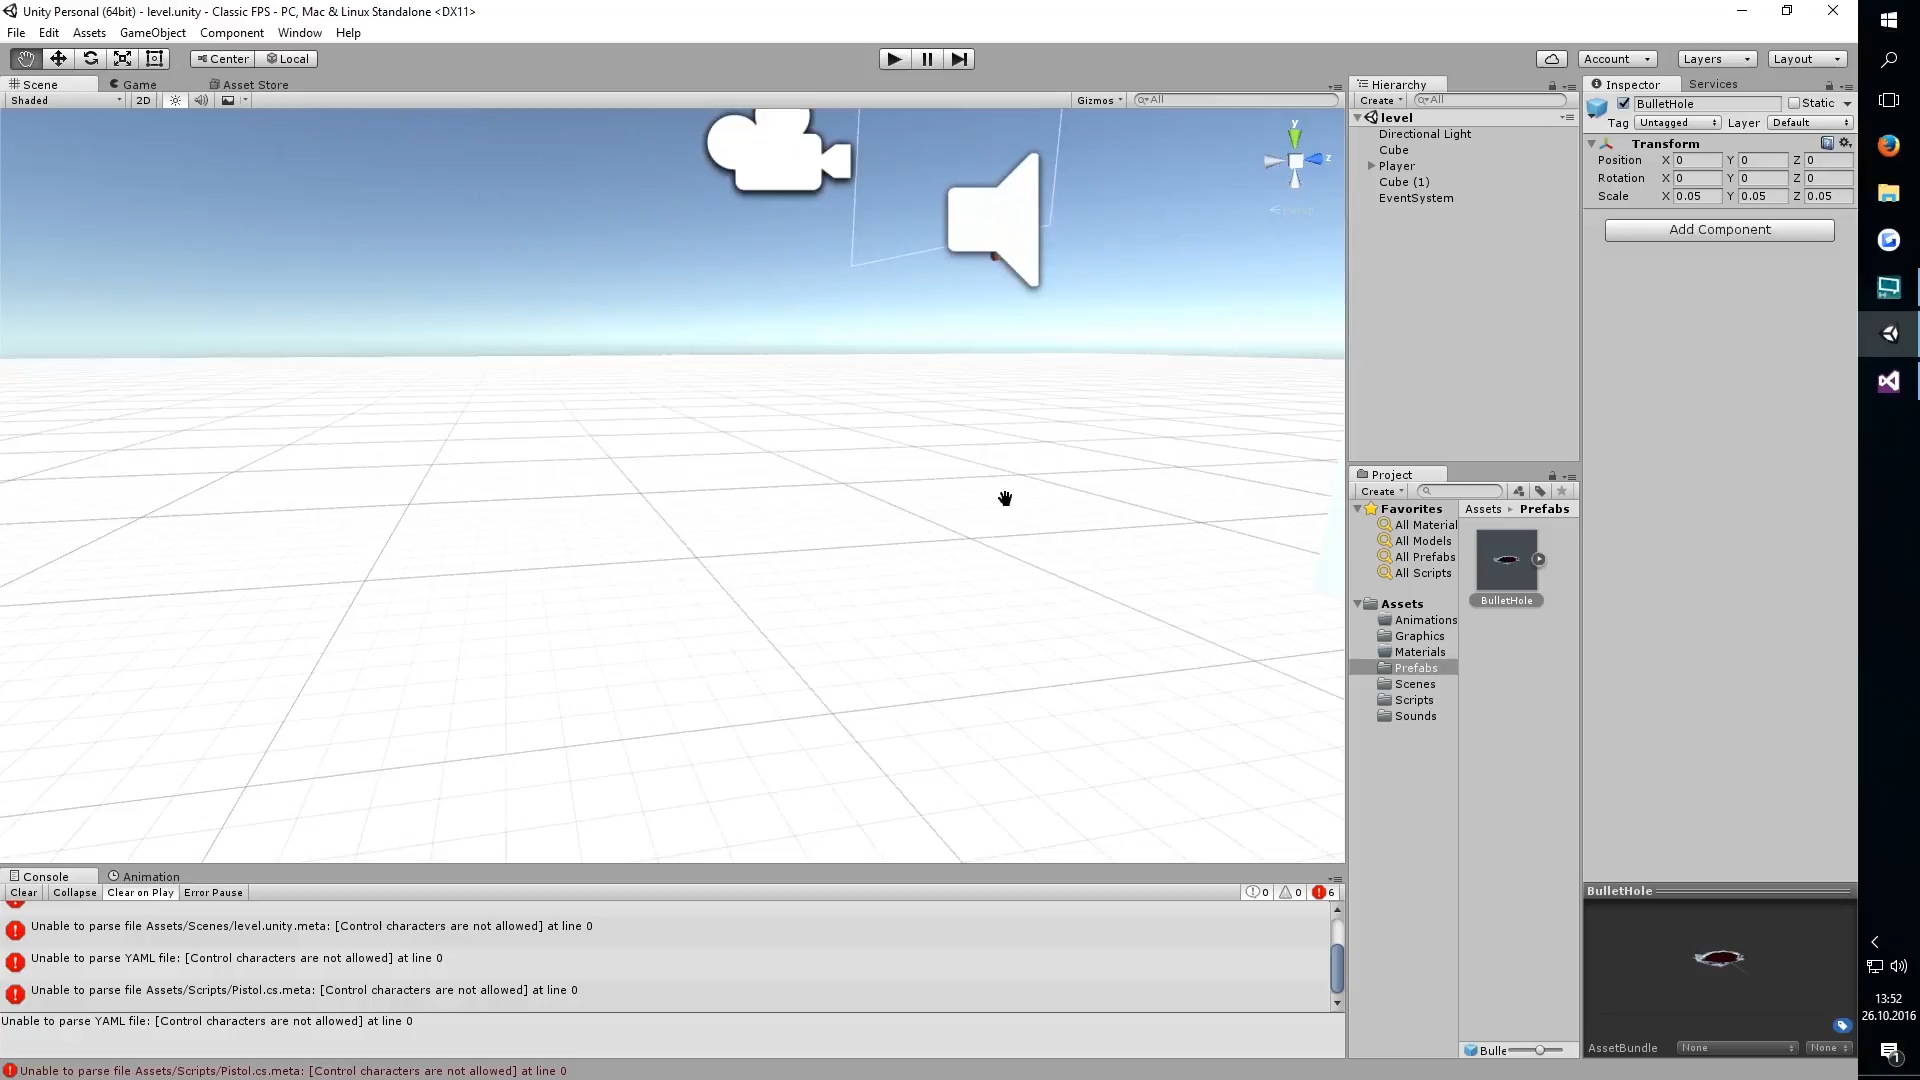 Unity Personal (64bit) - level.unity - Classic FPS - PC, Mac & Linux Standalone <DX11>
File Edit Assets GameObject Component Window Help
Center Local
Account Layers Layout
Scene Game Asset Store
Shaded 2D Gizmos All
y
z
Persp
Hierarchy
Create All
level
Directional Light
Cube
Player
Cube (1)
EventSystem
Inspector Services
BulletHole Static
Tag Untagged Layer Default
Transform
Position X 0 Y 0 Z 0
Rotation X 0 Y 0 Z 0
Scale X 0.05 Y 0.05 Z 0.05
Add Component
Project
Create
Favorites
All Material
All Models
All Prefabs
All Scripts
Assets
Animations
Graphics
Materials
Prefabs
Scenes
Scripts
Sounds
Assets Prefabs
BulletHole
Bulle
Console Animation
Clear Collapse Clear on Play Error Pause 0 0 6
Unable to parse file Assets/Scenes/level.unity.meta: [Control characters are not allowed] at line 0
Unable to parse YAML file: [Control characters are not allowed] at line 0
Unable to parse file Assets/Scripts/Pistol.cs.meta: [Control characters are not allowed] at line 0
Unable to parse YAML file: [Control characters are not allowed] at line 0
Unable to parse file Assets/Scripts/Pistol.cs.meta: [Control characters are not allowed] at line 0
BulletHole
AssetBundle None None
13:52
26.10.2016
1